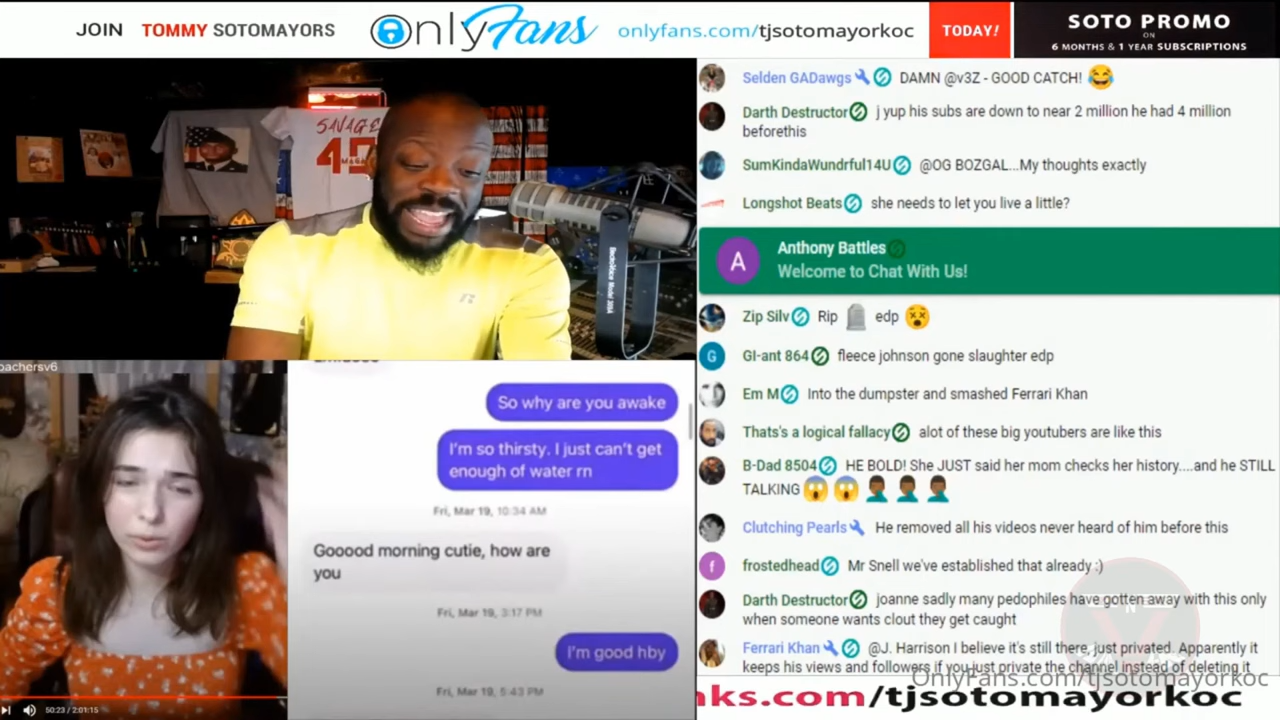 JOIN TOMMY SOTOMAYORS OnlyFans onlyfans.com/tjsotomayorkoc TODAY!
SOTO PROMO
ON
6 MONTHS & 1 YEAR SUBSCRIPTIONS
SAVAGE
45
MAGA
ElectroVoice Model 309A
pachersv6
So why are you awake
I'm so thirsty. I just can't get
enough of water rn
Fri, Mar 19, 10:34 AM
Gooood morning cutie, how are
you
Fri, Mar 19, 3:17 PM
I'm good hby
Fri, Mar 19, 5:43 PM
50:23 / 2:01:15
Selden GADawgs DAMN @v3Z - GOOD CATCH! 😂
Darth Destructor j yup his subs are down to near 2 million he had 4 million
beforethis
SumKindaWundrful14U @OG BOZGAL...My thoughts exactly
Longshot Beats she needs to let you live a little?
A
Anthony Battles
Welcome to Chat With Us!
Zip Silv Rip 🪦 edp 😵
G GI-ant 864 fleece johnson gone slaughter edp
Em M Into the dumpster and smashed Ferrari Khan
Thats's a logical fallacy alot of these big youtubers are like this
B-Dad 8504 HE BOLD! She JUST said her mom checks her history....and he STILL
TALKING 😱 😱 🤦🏾‍♂️ 🤦🏾‍♂️ 🤦🏾‍♂️
Clutching Pearls He removed all his videos never heard of him before this
f frostedhead Mr Snell we've established that already :)
Darth Destructor joanne sadly many pedophiles have gotten away with this only
when someone wants clout they get caught
Ferrari Khan @J. Harrison I believe it's still there, just privated. Apparently it
keeps his views and followers if you just private the channel instead of deleting it
OnlyFans.com/tjsotomayorkoc
nks.com/tjsotomayorkoc